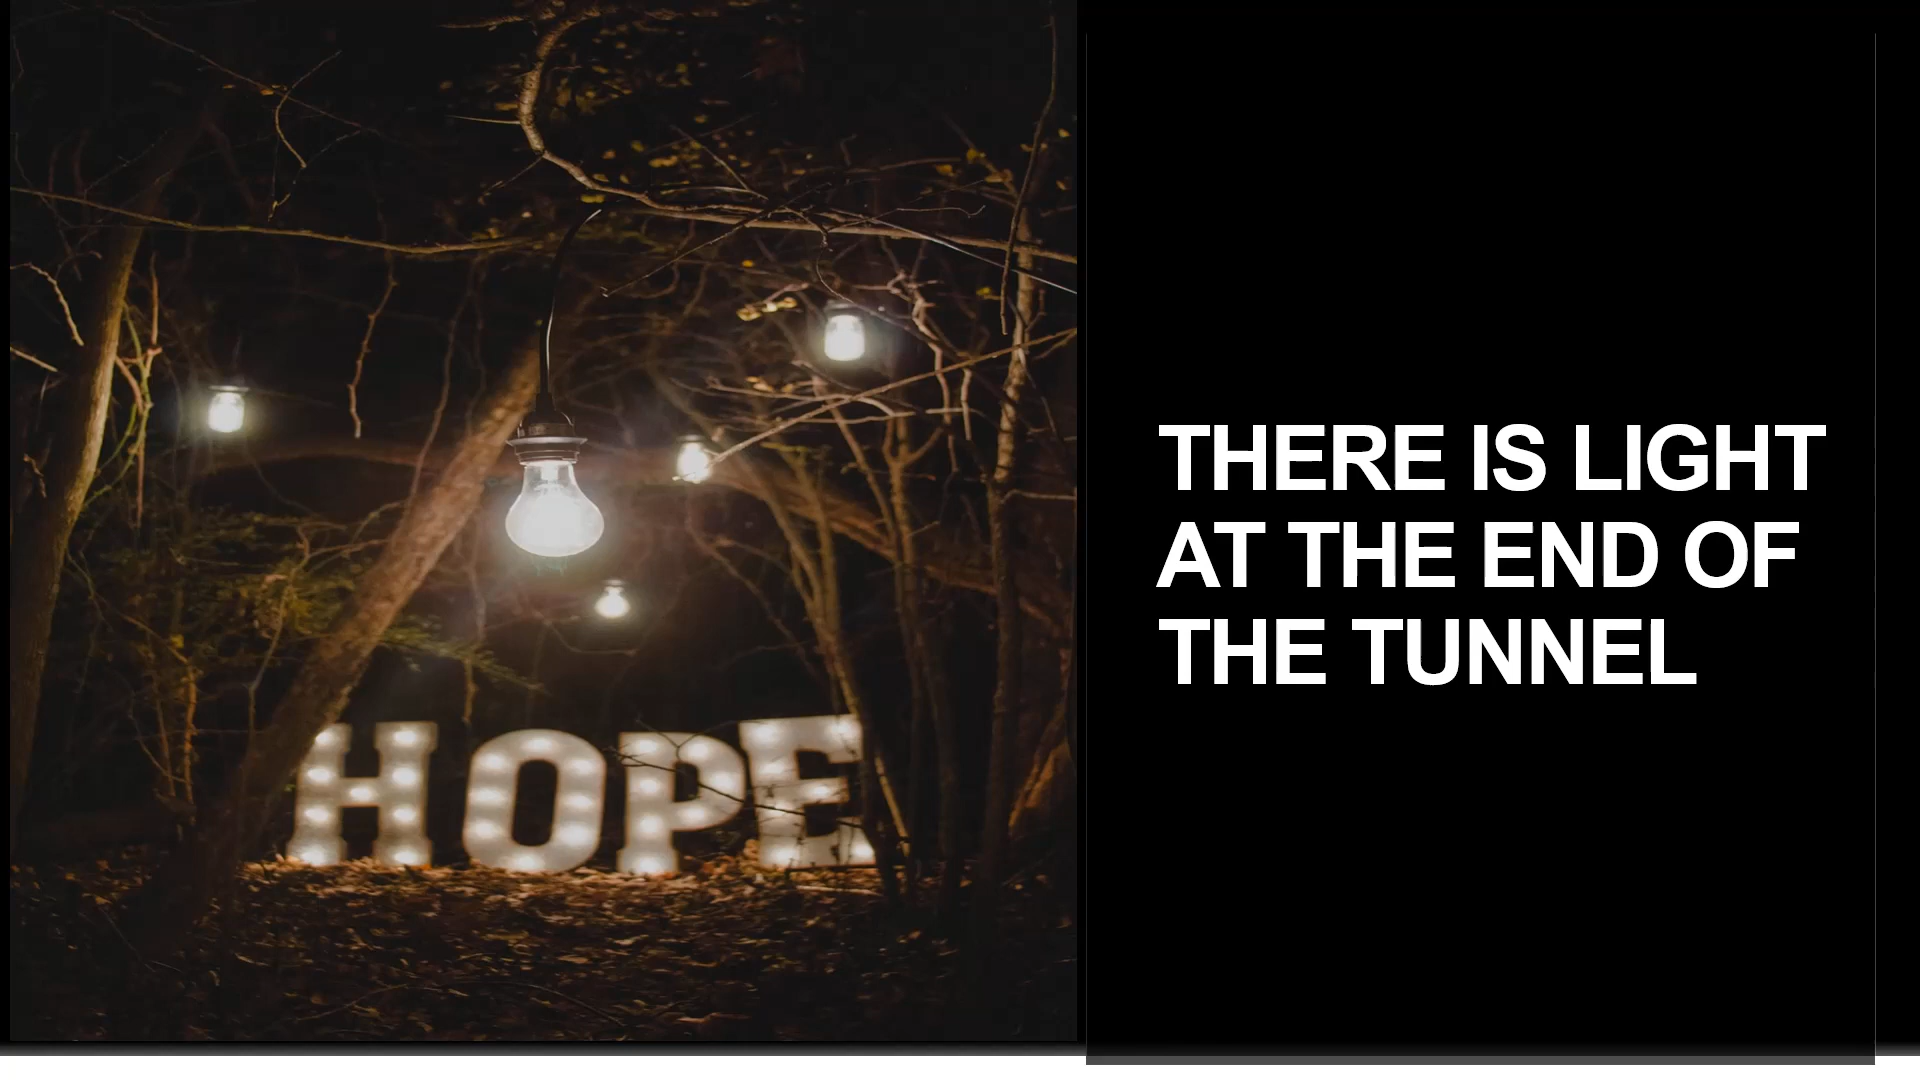 HOPE
THERE IS LIGHT
AT THE END OF
THE TUNNEL